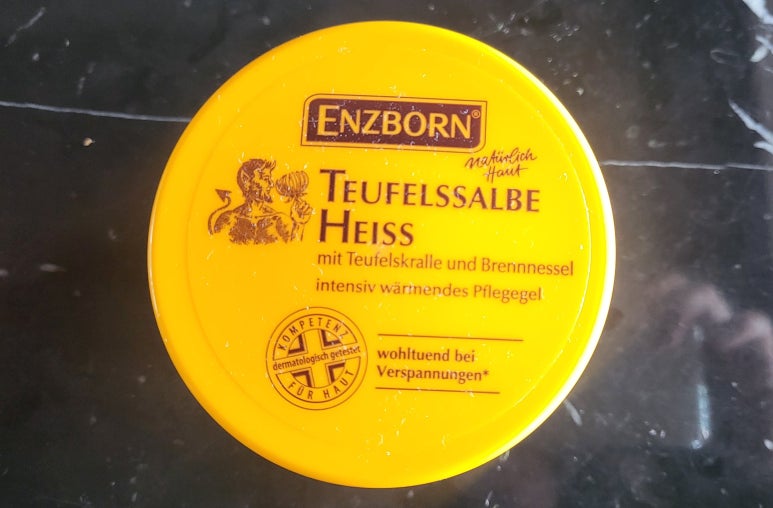 ENZBORN®
natürlich
Haut
TEUFELSSALBE
HEISS
mit Teufelskralle und Brennnessel
intensiv wärmendes Pflegegel
KOMPETENZ
dermatologisch getestet
FÜR HAUT
wohltuend bei
Verspannungen*